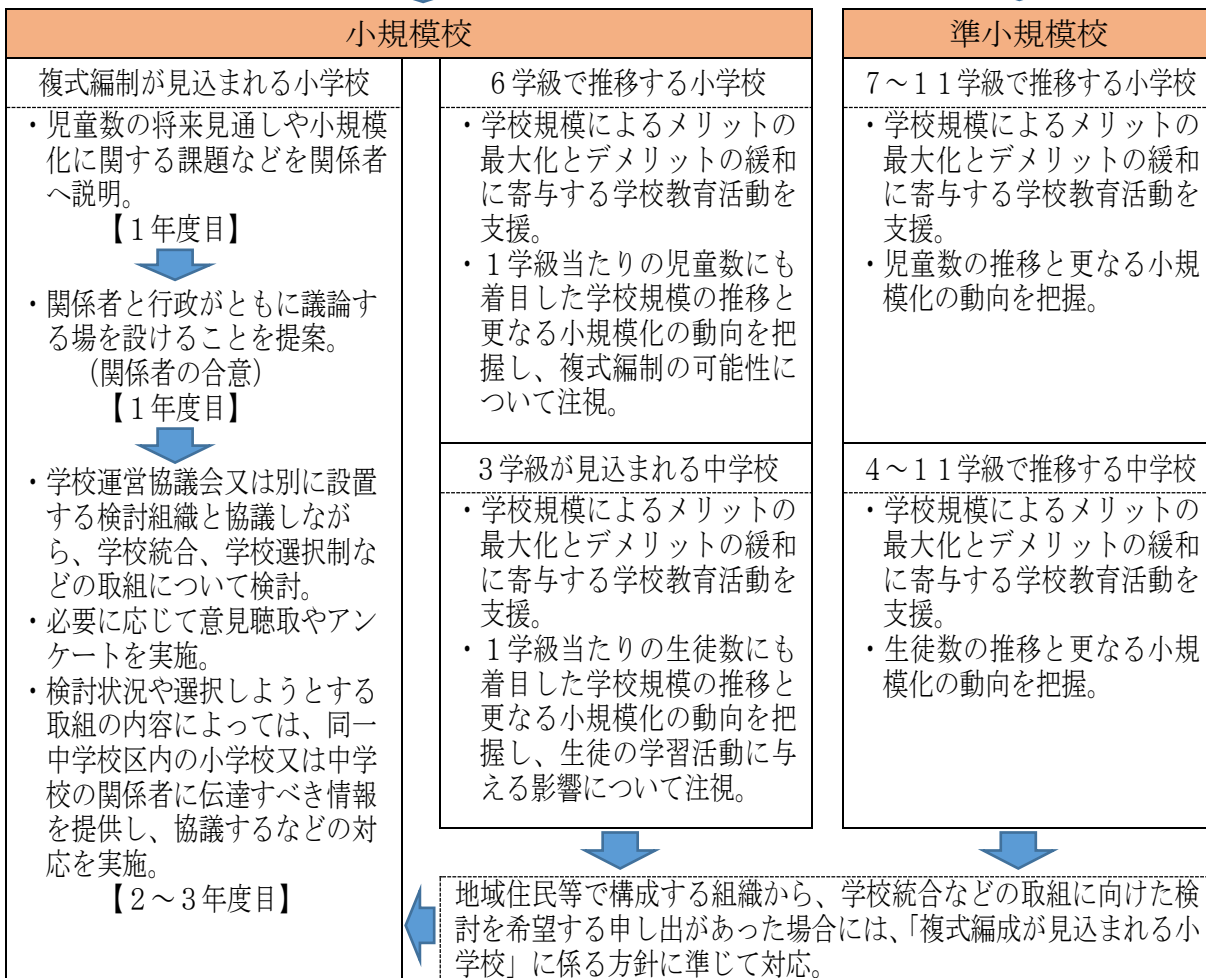 小規模校
複式編制が見込まれる小学校
・児童数の将来見通しや小規模
化に関する課題などを関係者
へ説明。
【1年度目】
・関係者と行政がともに議論す
る場を設けることを提案。
(関係者の合意)
【1年度目】
・学校運営協議会又は別に設置
する検討組織と協議しなが
ら、学校統合、学校選択制な
どの取組について検討。
・必要に応じて意見聴取やアン
ケートを実施。
・検討状況や選択しようとする
取組の内容によっては、同一
中学校区内の小学校又は中学
校の関係者に伝達すべき情報
を提供し、協議するなどの対
応を実施。
【2~3年度目】
6学級で推移する小学校
・学校規模によるメリットの
最大化とデメリットの緩和
に寄与する学校教育活動を
支援。
・1学級当たりの児童数にも
着目した学校規模の推移と
更なる小規模化の動向を把
握し、複式編制の可能性に
ついて注視。
3学級が見込まれる中学校
・学校規模によるメリットの
最大化とデメリットの緩和
に寄与する学校教育活動を
支援。
・1学級当たりの生徒数にも
着目した学校規模の推移と
更なる小規模化の動向を把
握し、生徒の学習活動に与
える影響について注視。
準小規模校
7~11学級で推移する小学校
・学校規模によるメリットの
最大化とデメリットの緩和
に寄与する学校教育活動を
支援。
・児童数の推移と更なる小規
模化の動向を把握。
4~11学級で推移する中学校
・学校規模によるメリットの
最大化とデメリットの緩和
に寄与する学校教育活動を
支援。
・生徒数の推移と更なる小規
模化の動向を把握。
地域住民等で構成する組織から、学校統合などの取組に向けた検
討を希望する申し出があった場合には、「複式編成が見込まれる小
学校」に係る方針に準じて対応。